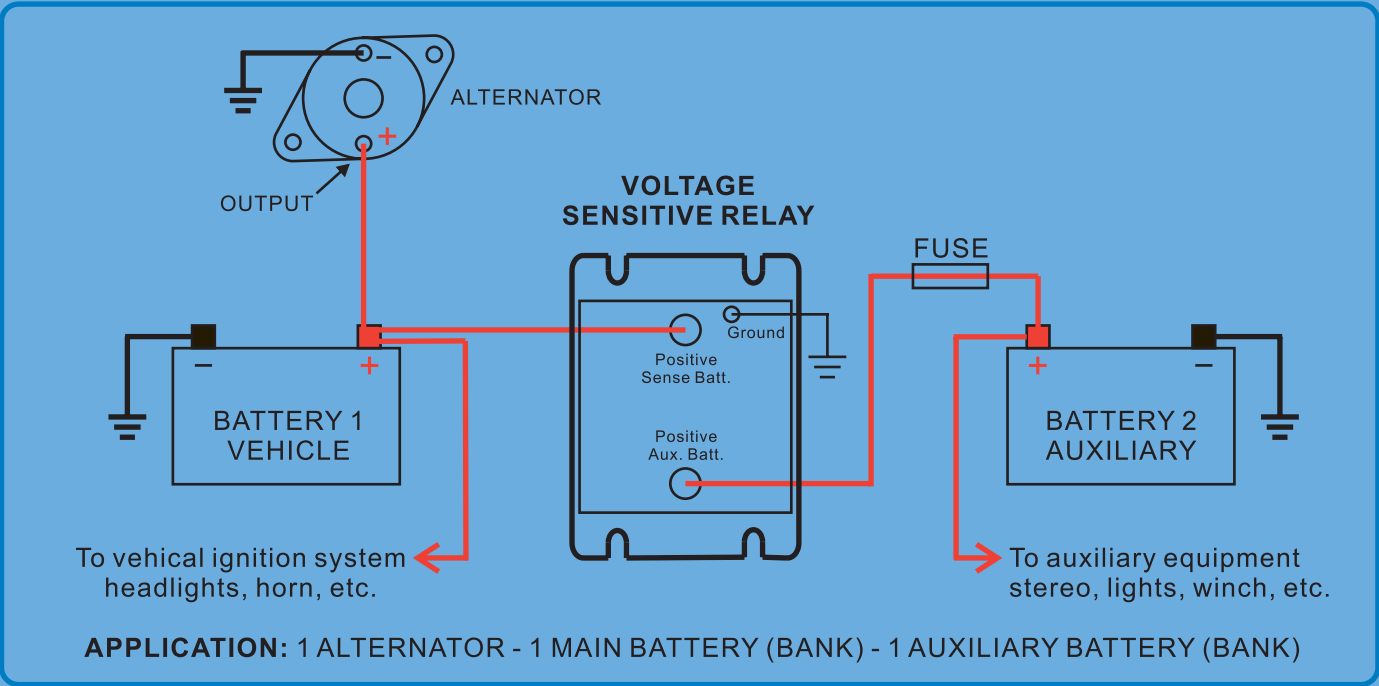 ALTERNATOR
OUTPUT
VOLTAGE
SENSITIVE RELAY
FUSE
Ground
Positive
Sense Batt.
Positive
Aux. Batt.
BATTERY 1
VEHICLE
BATTERY 2
AUXILIARY
To vehical ignition system
headlights, horn, etc.
To auxiliary equipment
stereo, lights, winch, etc.
APPLICATION: 1 ALTERNATOR - 1 MAIN BATTERY (BANK) - 1 AUXILIARY BATTERY (BANK)